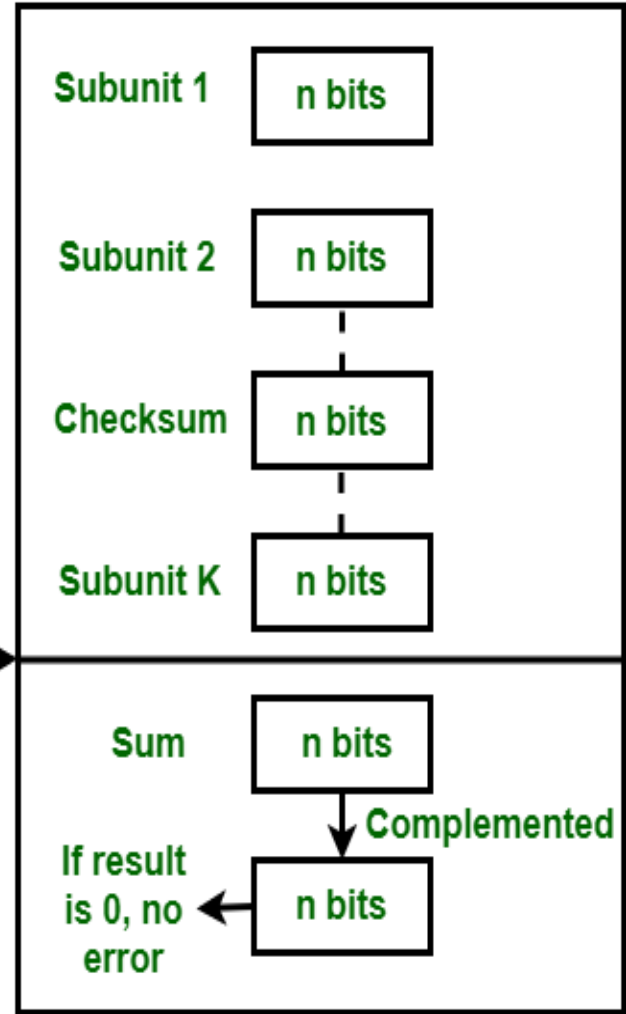 Subunit 1
n bits
Subunit 2
n bits
Checksum
n bits
Subunit K
n bits
Sum
n bits
Complemented
If result
is 0, no
error
n bits